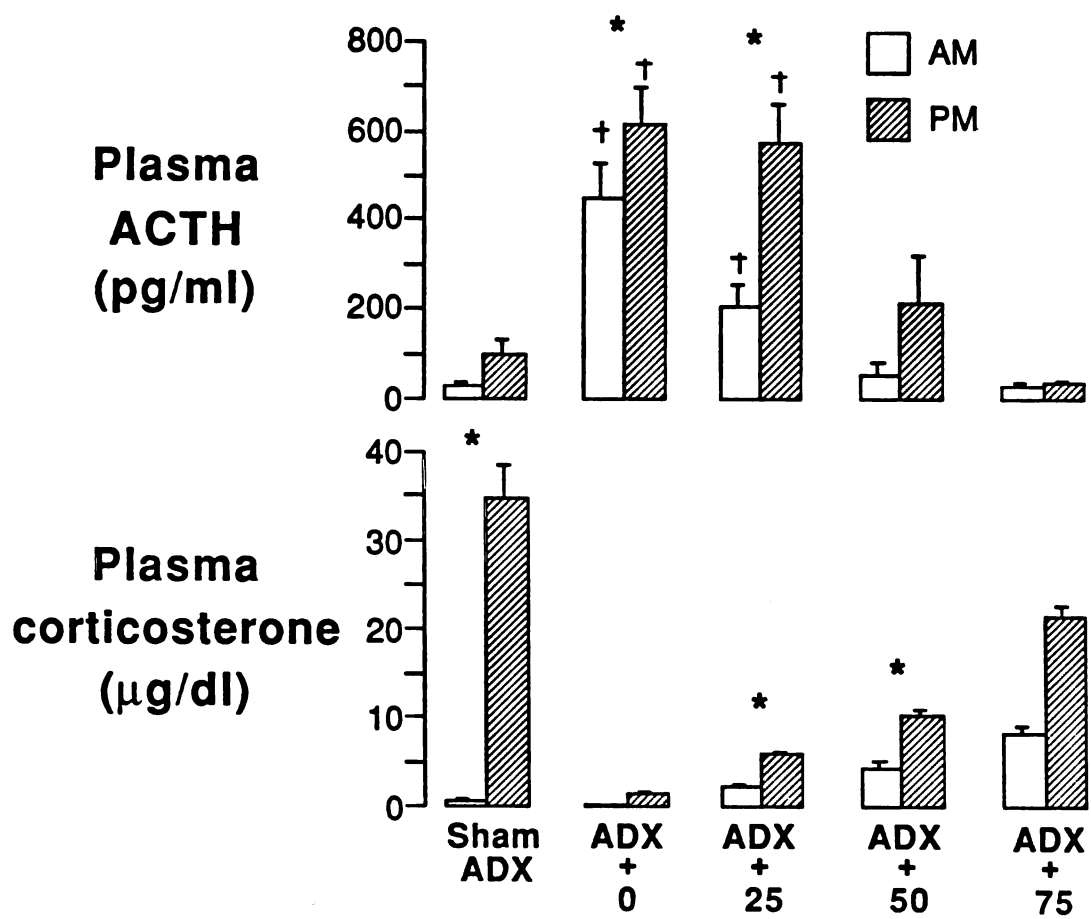 800
600
400
200
0
Plasma
ACTH
(pg/ml)
*
*
†
†
†
†
AM
PM
40
30
20
10
0
Plasma
corticosterone
(μg/dl)
*
*
*
Sham
ADX
ADX
+
0
ADX
+
25
ADX
+
50
ADX
+
75